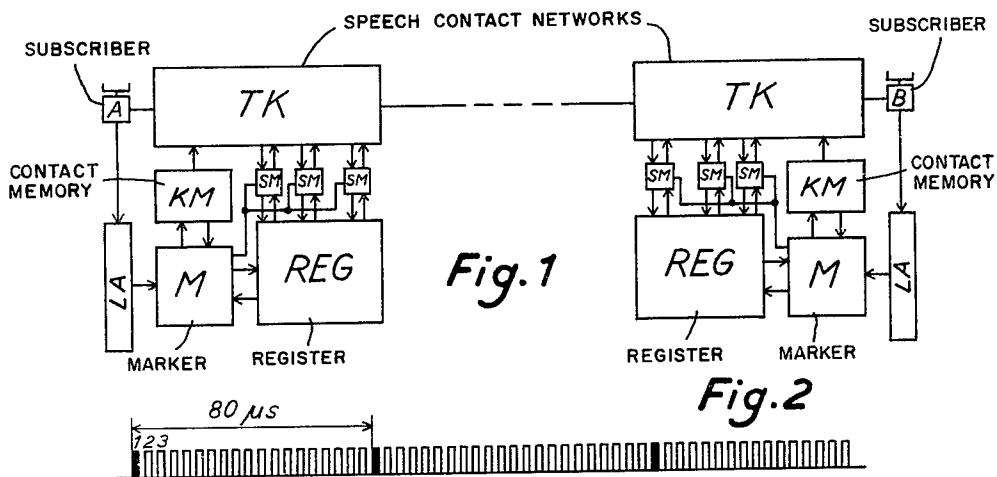 SPEECH CONTACT NETWORKS
SUBSCRIBER
SUBSCRIBER
A
TK
TK
B
CONTACT
MEMORY
KM
SM
SM
SM
SM
SM
SM
KM
CONTACT
MEMORY
LA
M
REG
Fig.1
REG
M
LA
MARKER
REGISTER
REGISTER
MARKER
Fig.2
80 µs
123